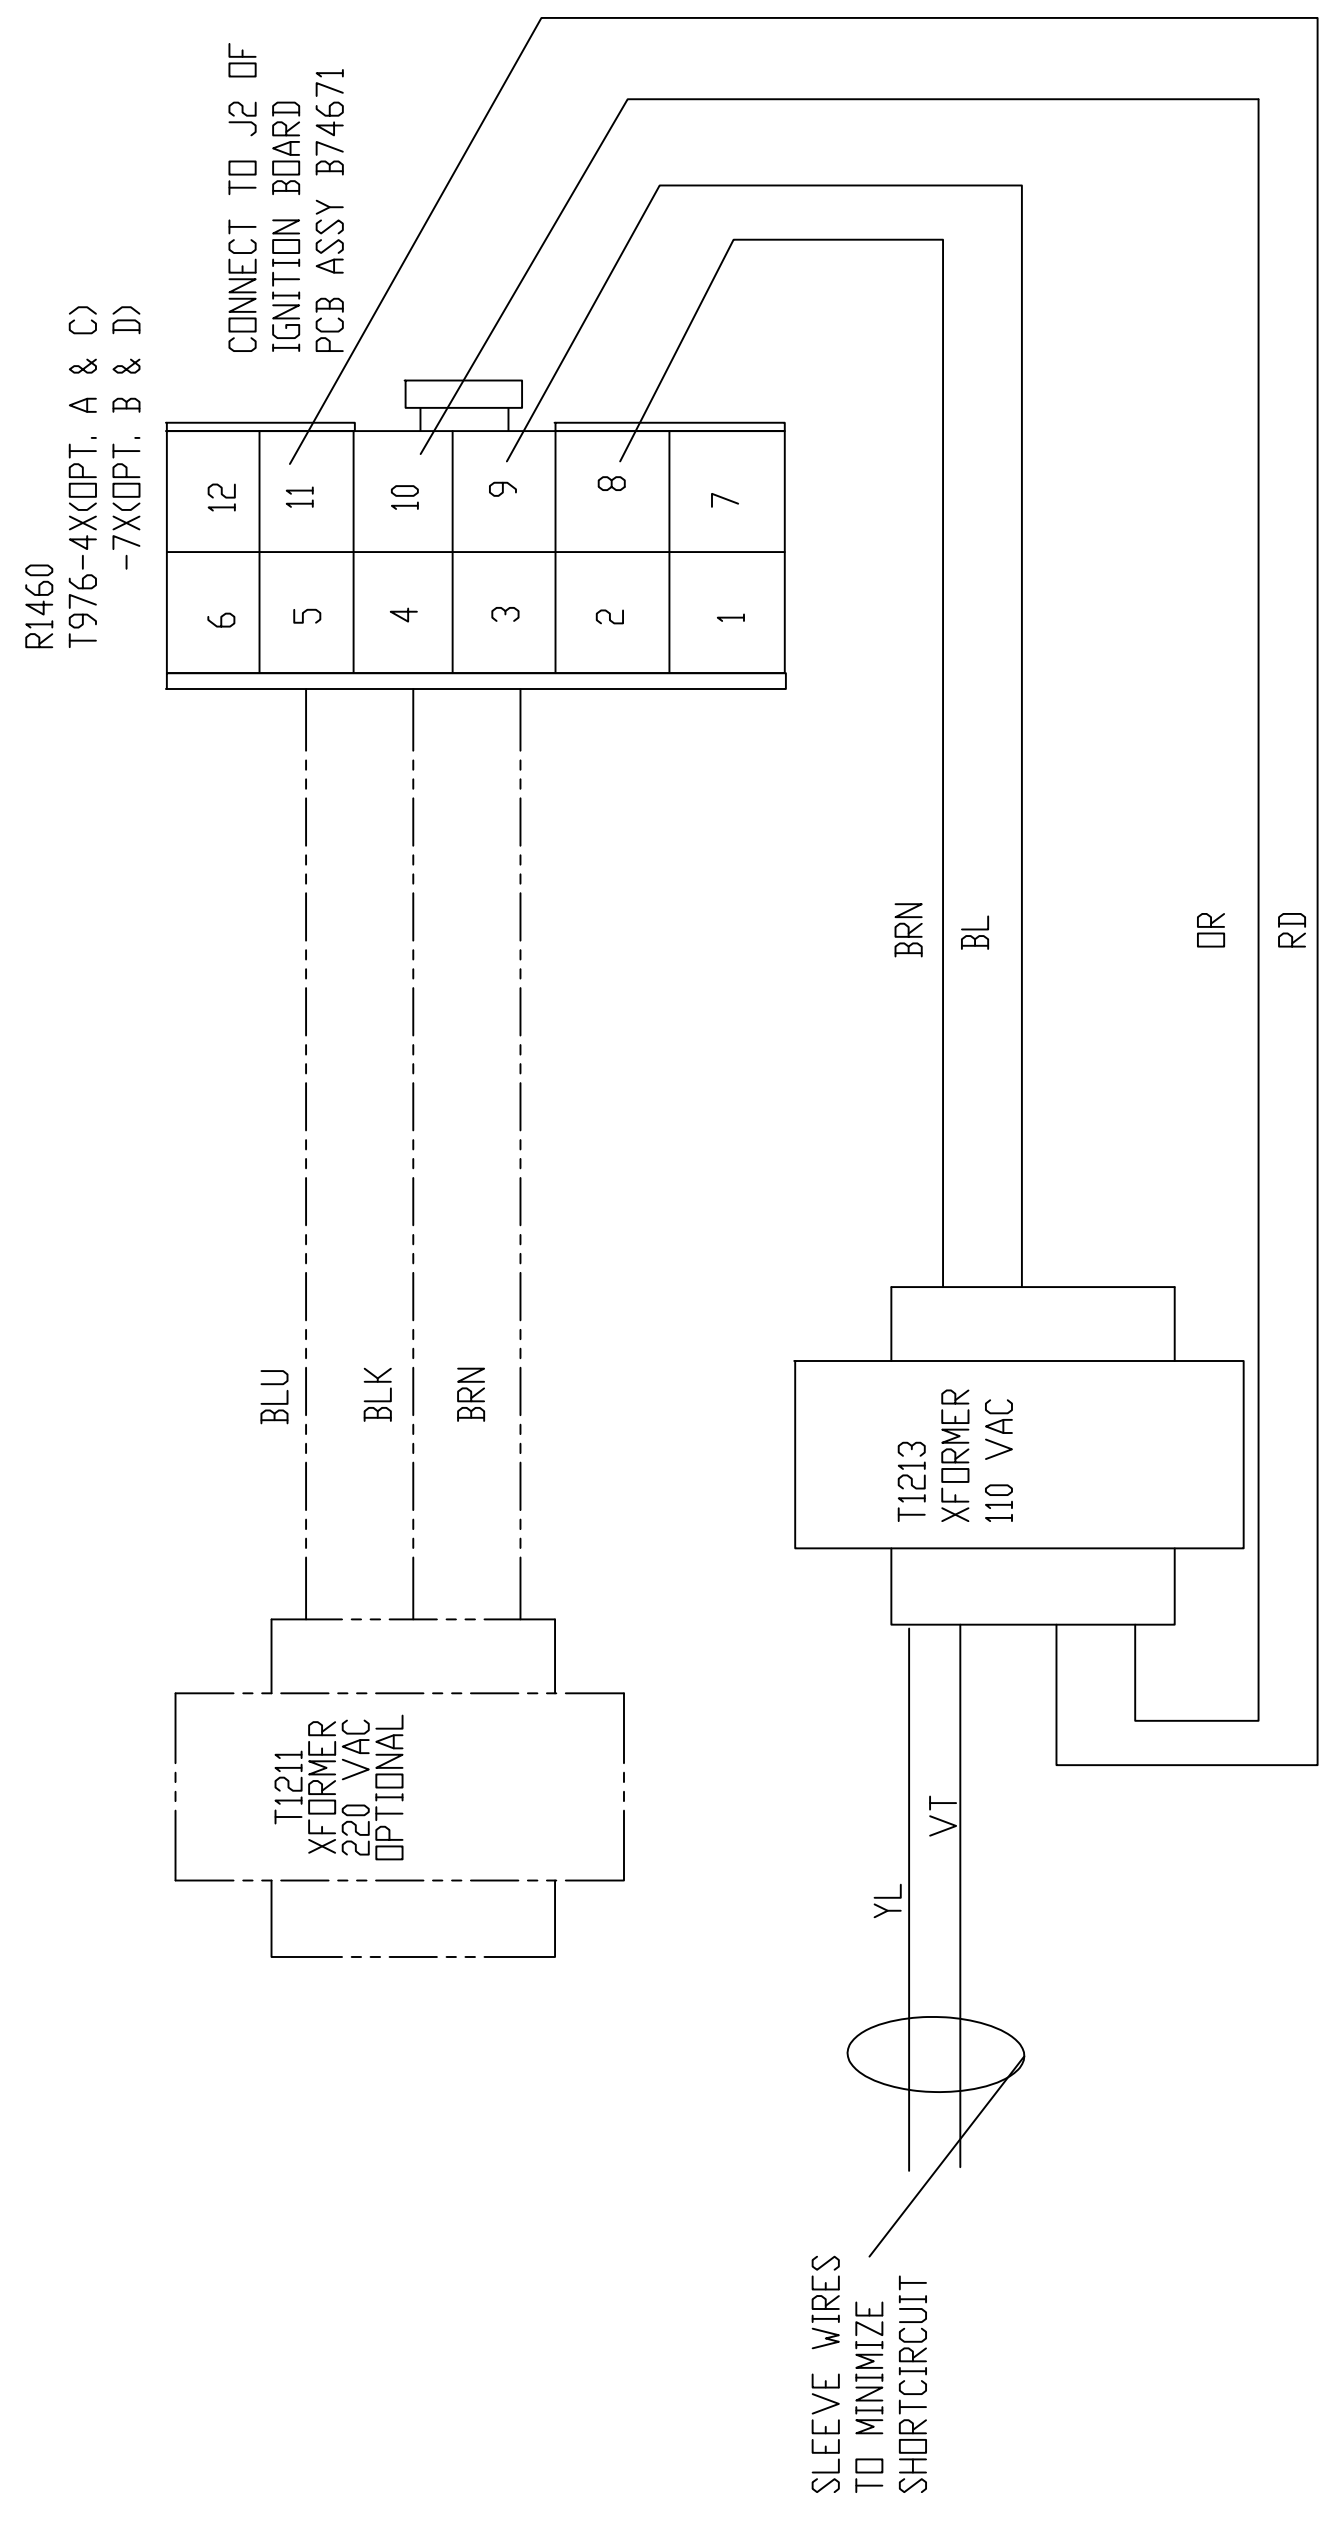 R1460
T976-4X(OPT. A & C)
-7X(OPT. B & D)
CONNECT TO J2 OF
IGNITION BOARD
PCB ASSY B74671
12
11
10
9
8
7
6
5
4
3
2
1
BLU
BLK
BRN
BRN
BL
OR
RD
T1211
XFORMER
220 VAC
OPTIONAL
T1213
XFORMER
110 VAC
YL
VT
SLEEVE WIRES
TO MINIMIZE
SHORTCIRCUIT